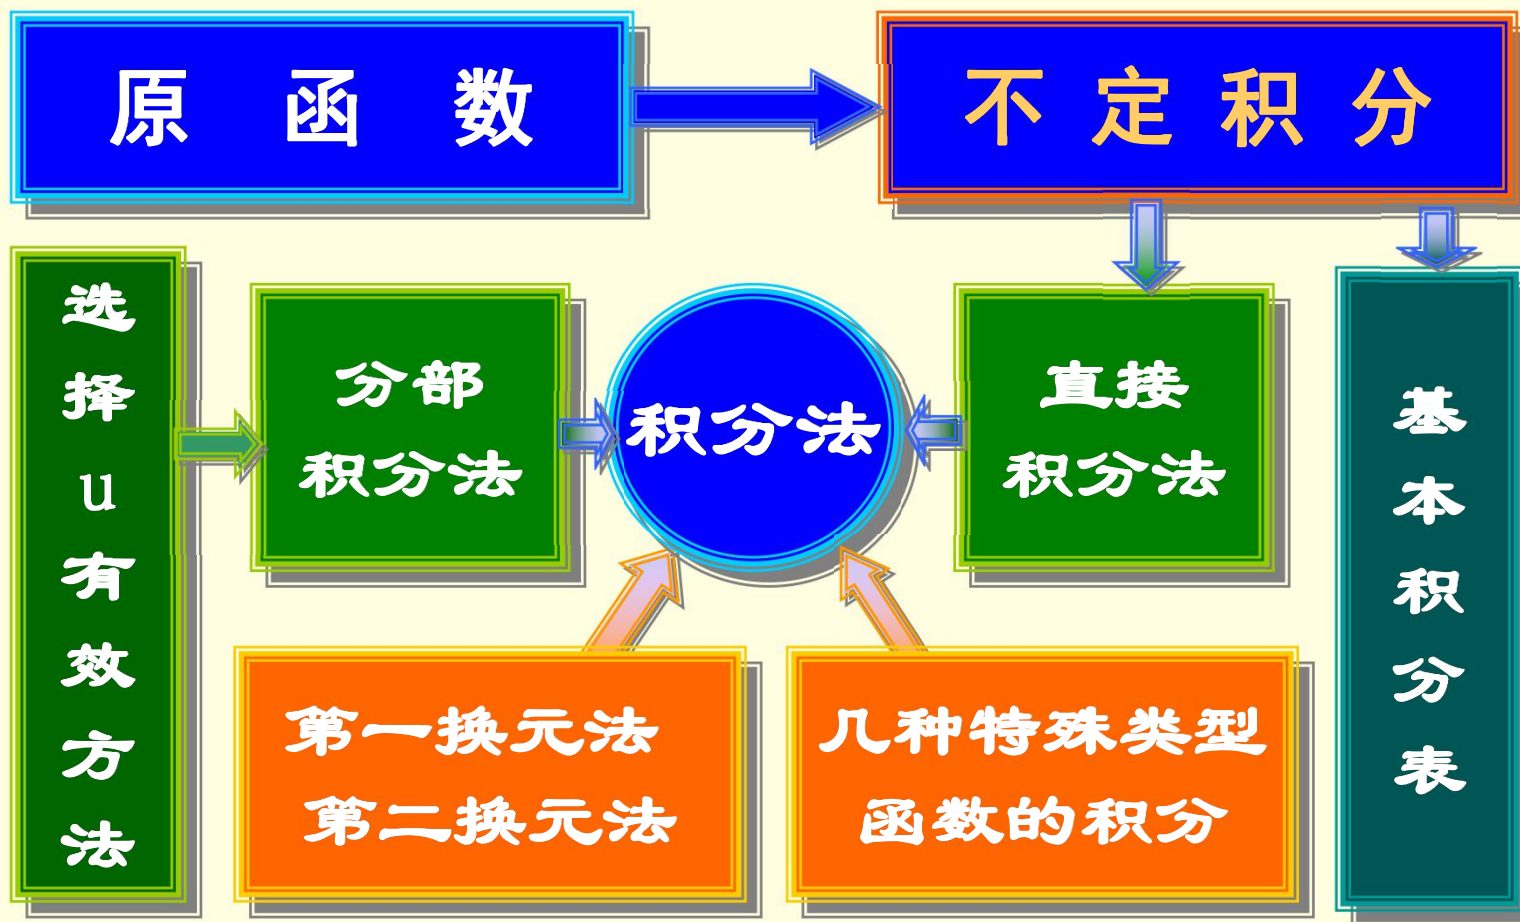 原函数
不定积分
选择u有效方法
分部
积分法
积分法
直接
积分法
基本积分表
第一换元法
第二换元法
几种特殊类型
函数的积分